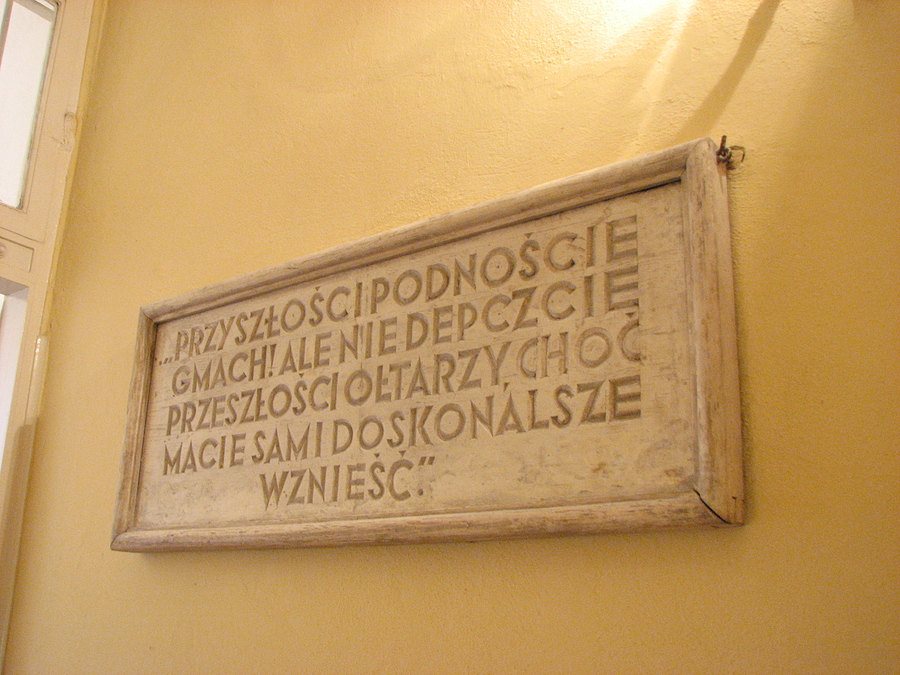 ...PRZYSZŁOŚCI PODNOŚCIE
GMACH! ALE NIE DEPCZCIE
PRZESZŁOŚCI OŁTARZY CHOĆ
MACIE SAMI DOSKONALSZE
WZNIEŚĆ."